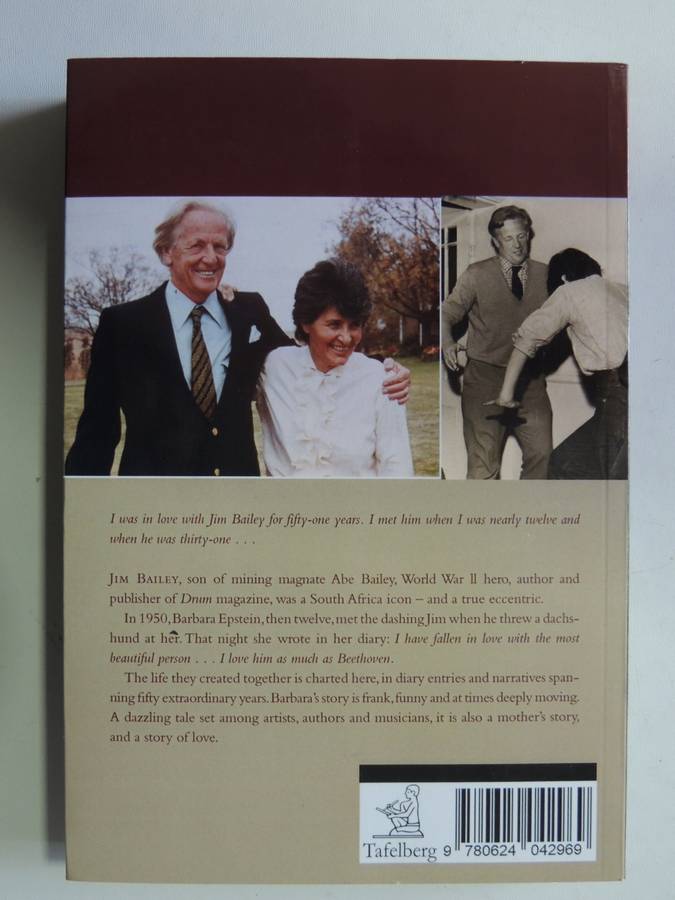 I was in love with Jim Bailey for fifty-one years. I met him when I was nearly twelve and
when he was thirty-one . . .
JIM BAILEY, son of mining magnate Abe Bailey, World War ll hero, author and
publisher of Drum magazine, was a South Africa icon – and a true eccentric.
In 1950, Barbara Epstein, then twelve, met the dashing Jim when he threw a dachs-
hund at her. That night she wrote in her diary: I have fallen in love with the most
beautiful person . . . I love him as much as Beethoven.
The life they created together is charted here, in diary entries and narratives span-
ning fifty extraordinary years. Barbara's story is frank, funny and at times deeply moving.
A dazzling tale set among artists, authors and musicians, it is also a mother's story,
and a story of love.
Tafelberg
9 780624 042969